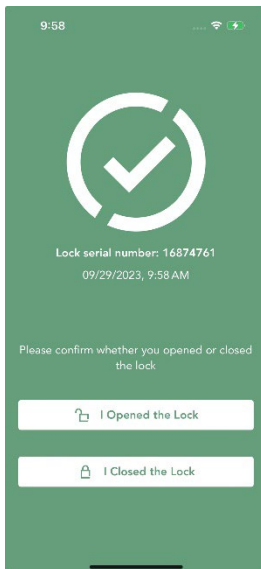 9:58
Lock serial number: 16874761
09/29/2023, 9:58 AM
Please confirm whether you opened or closed
the lock
I Opened the Lock
I Closed the Lock